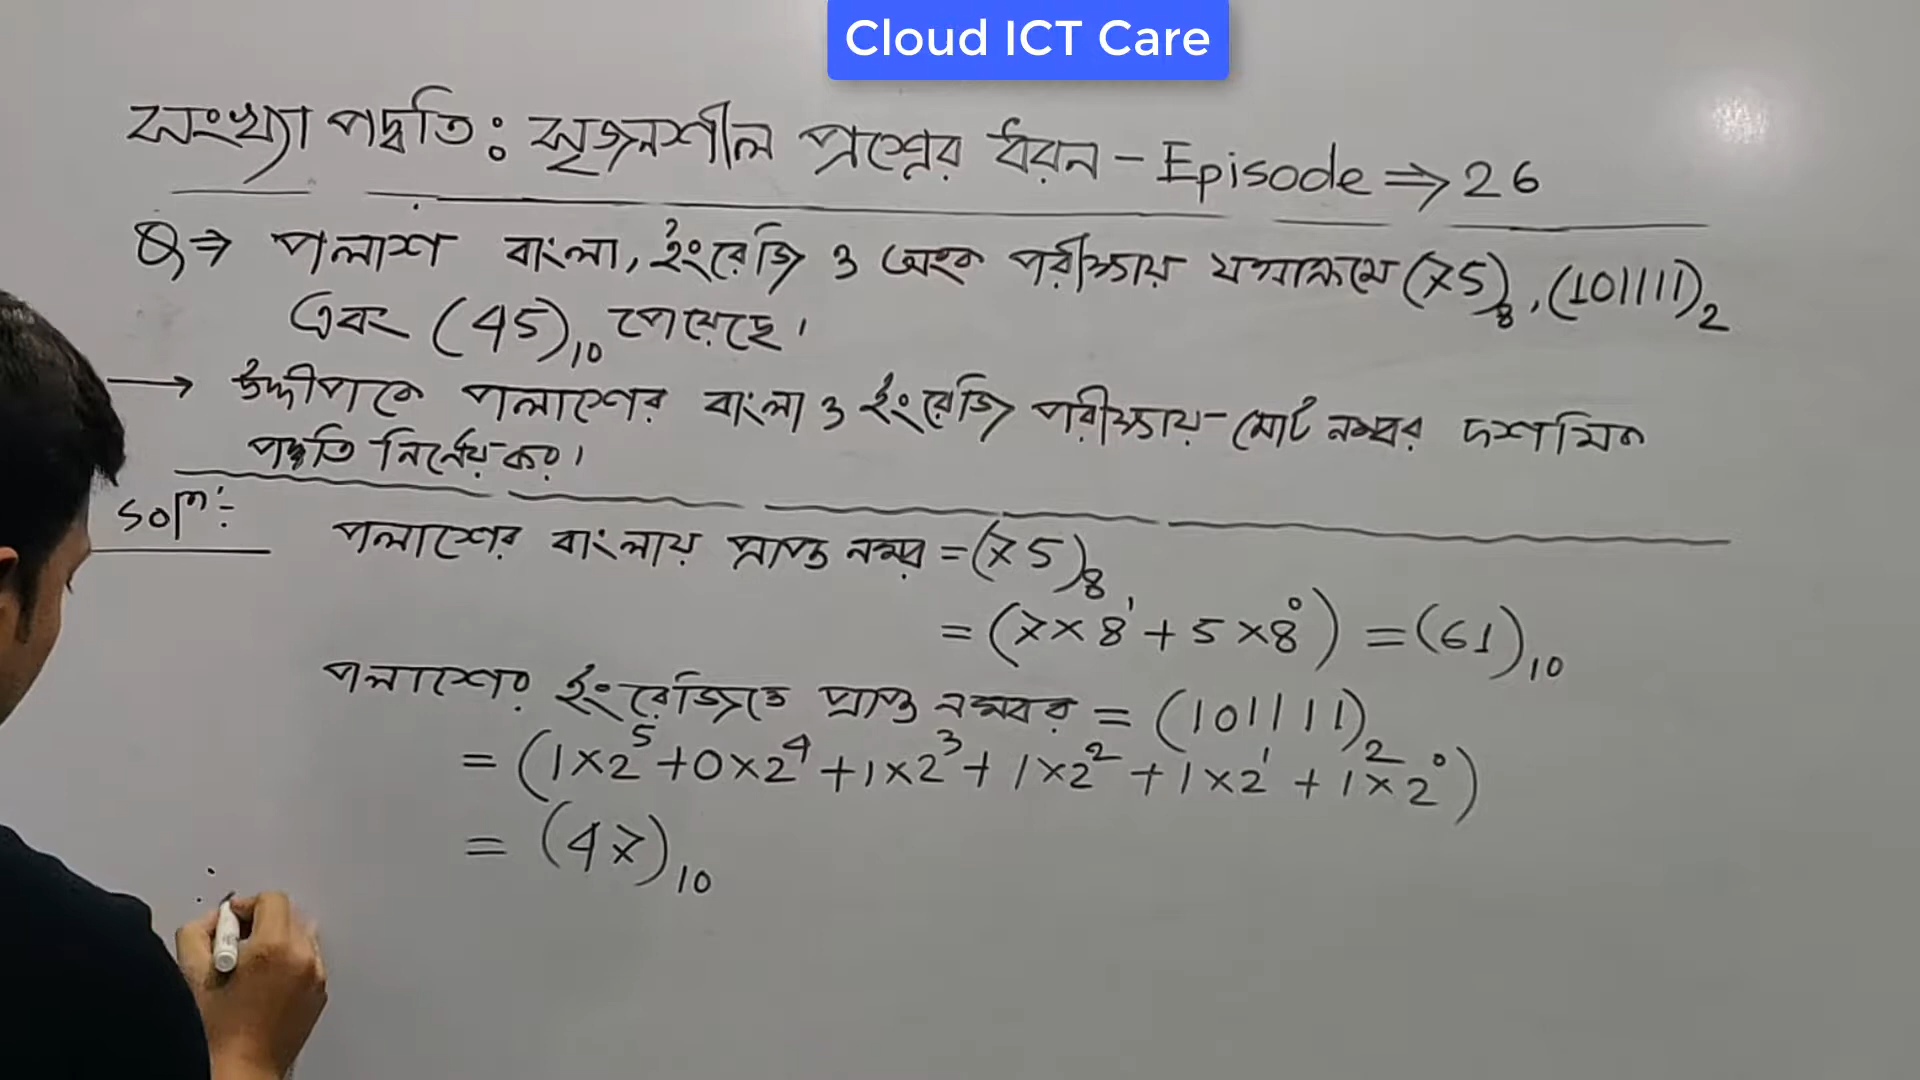 Cloud ICT Care
সংখ্যা পদ্ধতি: সৃজনশীল প্রশ্নের ধরন - Episode ⇒ 26
Q ⇒ পলাশ বাংলা, ইংরেজি ও অংক পরীক্ষায় যথাক্রমে (75)₈, (101111)₂
এবং (45)₁₀ পেয়েছে।
→ উদ্দীপকে পলাশের বাংলা ও ইংরেজি পরীক্ষায় মোট নম্বর দশমিক
পদ্ধতি নির্ণয় কর।
Solⁿ:
পলাশের বাংলায় প্রাপ্ত নম্বর = (75)₈
= (7×8¹ + 5×8⁰) = (61)₁₀
পলাশের ইংরেজিতে প্রাপ্ত নম্বর = (101111)₂
= (1×2⁵ + 0×2⁴ + 1×2³ + 1×2² + 1×2¹ + 1×2⁰)
= (47)₁₀